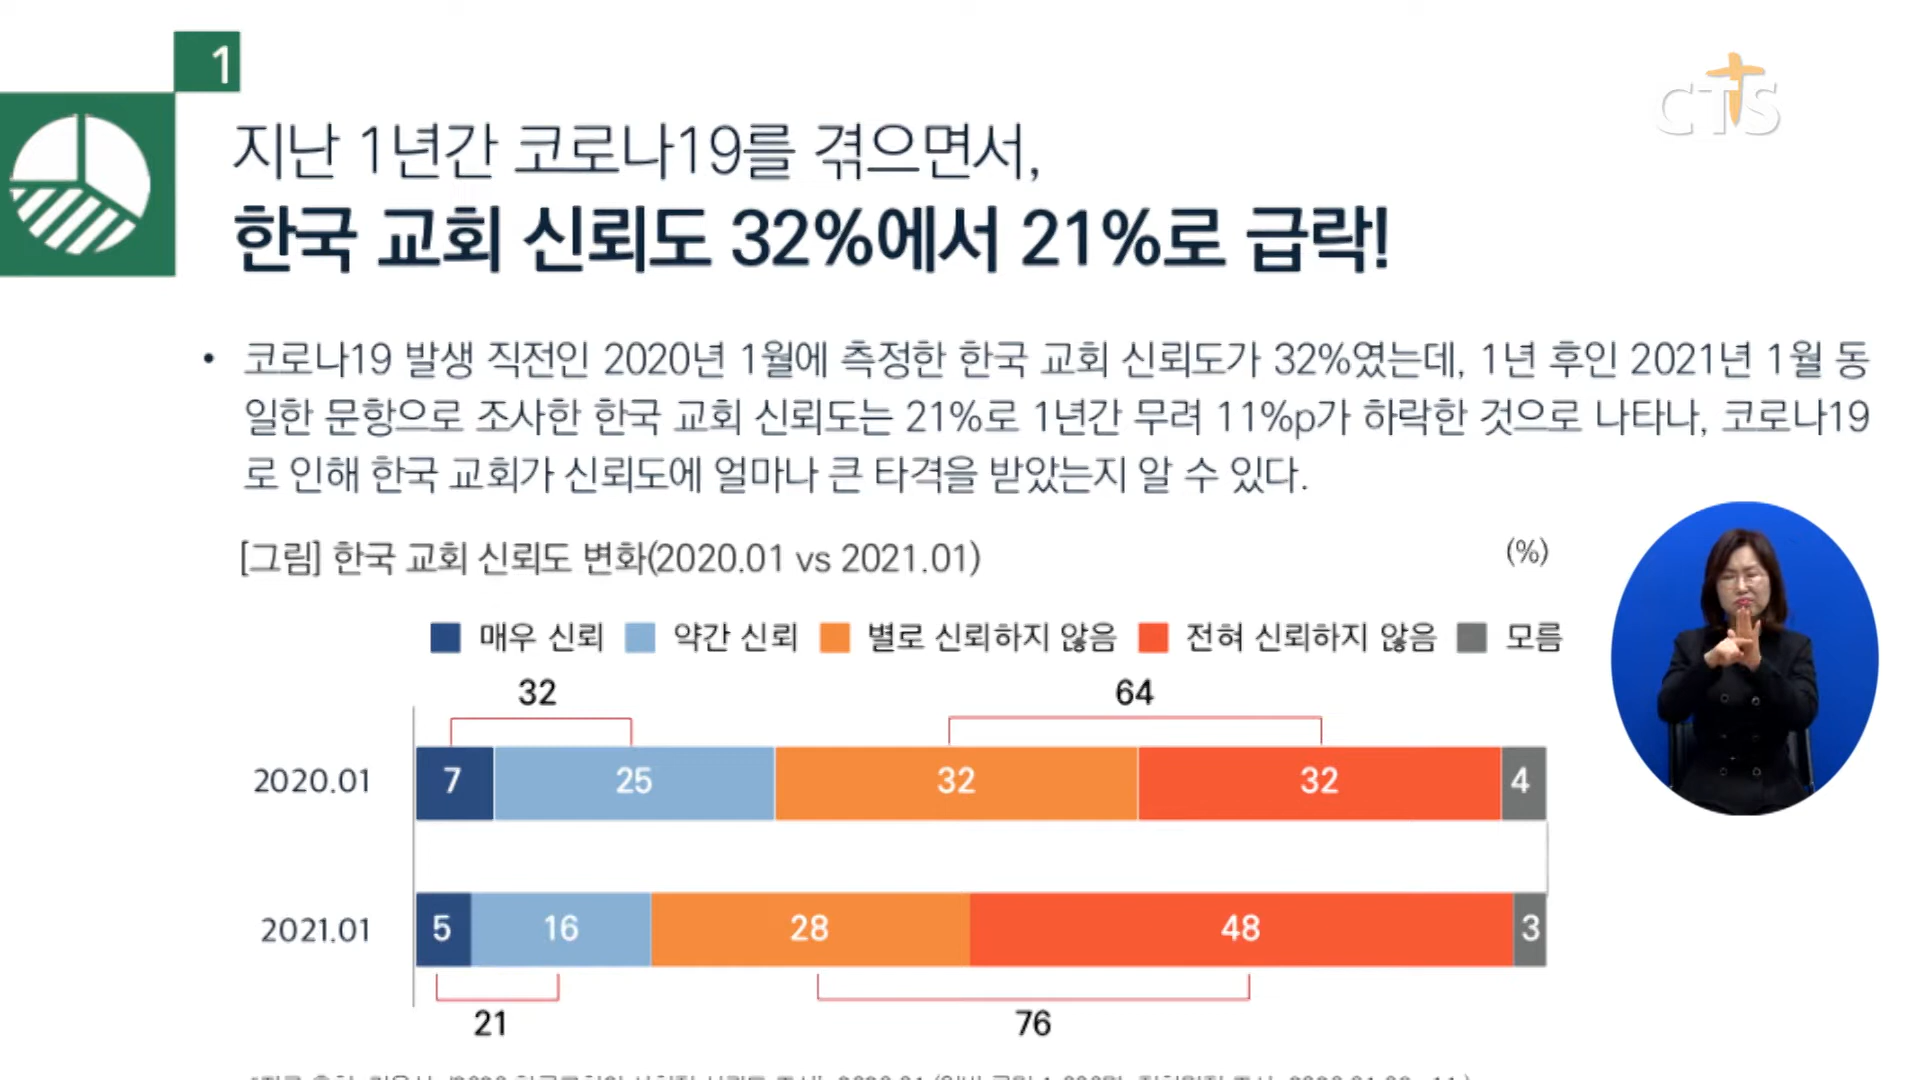 1
CTS
지난 1년간 코로나19를 겪으면서,
한국 교회 신뢰도 32%에서 21%로 급락!
• 코로나19 발생 직전인 2020년 1월에 측정한 한국 교회 신뢰도가 32%였는데, 1년 후인 2021년 1월 동
일한 문항으로 조사한 한국 교회 신뢰도는 21%로 1년간 무려 11%p가 하락한 것으로 나타나, 코로나19
로 인해 한국 교회가 신뢰도에 얼마나 큰 타격을 받았는지 알 수 있다.
[그림] 한국 교회 신뢰도 변화(2020.01 vs 2021.01) (%)
매우 신뢰 약간 신뢰 별로 신뢰하지 않음 전혀 신뢰하지 않음 모름
32 64
2020.01 7 25 32 32 4
2021.01 5 16 28 48 3
21 76